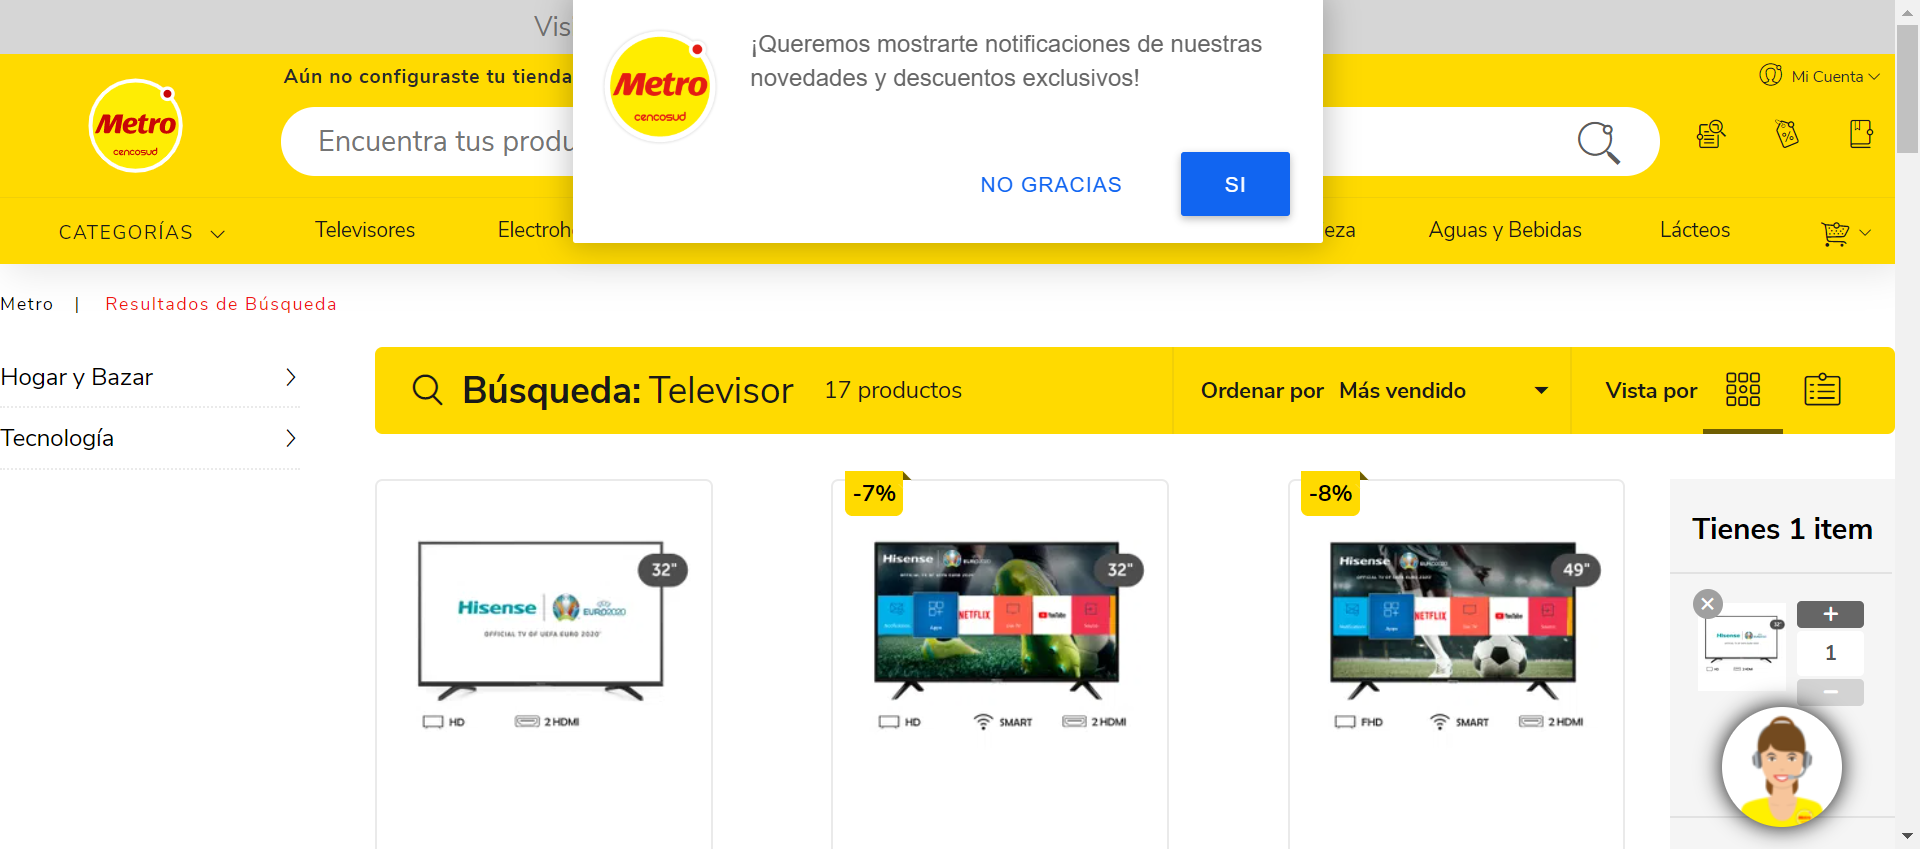 Vis
¡Queremos mostrarte notificaciones de nuestras
novedades y descuentos exclusivos!
Metro
cencosud
NO GRACIAS
SI
Aún no configuraste tu tienda
Mi Cuenta
Metro
cencosud
Encuentra tus produ
%
CATEGORÍAS
Televisores
Electroh
eza
Aguas y Bebidas
Lácteos
Metro | Resultados de Búsqueda
Hogar y Bazar
Tecnología
Búsqueda: Televisor 17 productos
Ordenar por Más vendido
Vista por
32"
Hisense
EURO2020
OFFICIAL TV OF UEFA EURO 2020
HD
2 HDMI
-7%
Hisense
32"
Apps
NETFLIX
YouTube
HD
SMART
2 HDMI
-8%
Hisense
49"
Apps
NETFLIX
YouTube
FHD
SMART
2 HDMI
Tienes 1 item
+
1
−